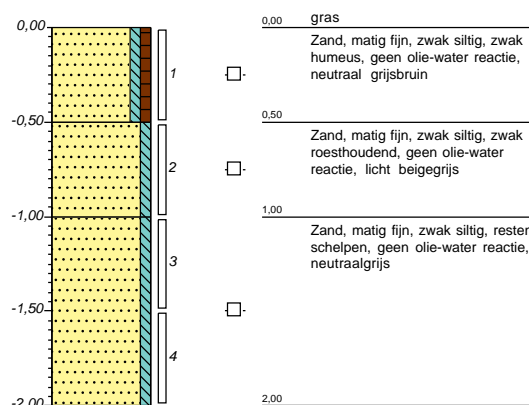 0,00
-0,50
-1,00
-1,50
-2,00
1
2
3
4
0,00
gras
Zand, matig fijn, zwak siltig, zwak
humeus, geen olie-water reactie,
neutraal grijsbruin
0,50
Zand, matig fijn, zwak siltig, zwak
roesthoudend, geen olie-water
reactie, licht beigegrijs
1,00
Zand, matig fijn, zwak siltig, resten
schelpen, geen olie-water reactie,
neutraalgrijs
2,00